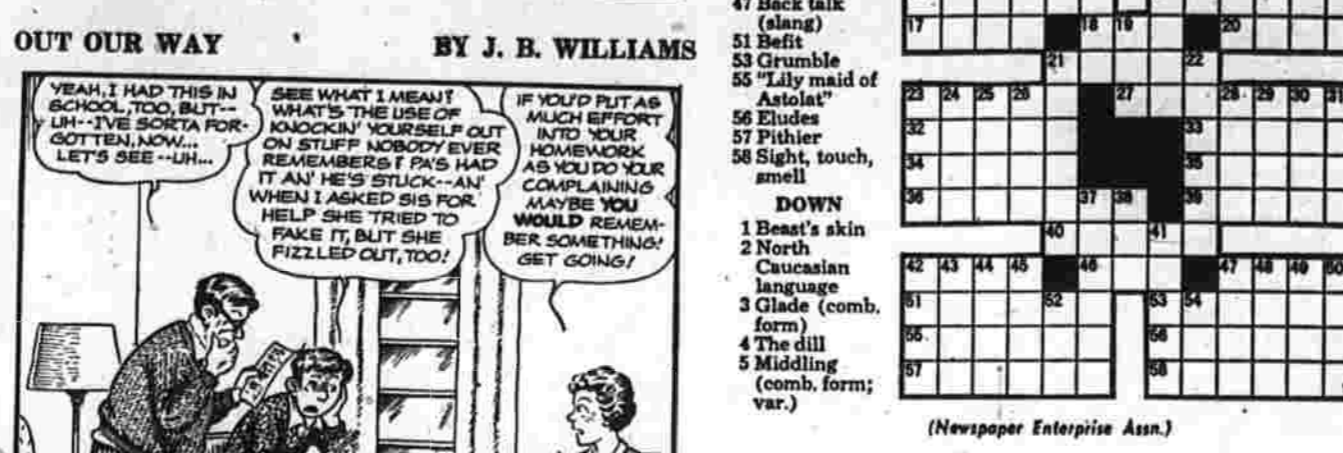 OUT OUR WAY
BY J. B. WILLIAMS
YEAH, I HAD THIS IN
SCHOOL, TOO, BUT--
UH--I'VE SORTA FOR-
GOTTEN, NOW...
LET'S SEE--UH...
SEE WHAT I MEAN?
WHAT'S THE USE OF
KNOCKIN' YOURSELF OUT
ON STUFF NOBODY EVER
REMEMBERS? PA'S HAD
IT AN' HE'S STUCK--AN'
WHEN I ASKED SIS FOR
HELP SHE TRIED TO
FAKE IT, BUT SHE
FIZZLED OUT, TOO!
IF YOU'D PUT AS
MUCH EFFORT
INTO YOUR
HOMEWORK
AS YOU DO YOUR
COMPLAINING
MAYBE YOU
WOULD REMEM-
BER SOMETHING!
GET GOING!
47 Back talk
(slang)
51 Befit
53 Grumble
55 "Lily maid of
Astolat"
56 Eludes
57 Pithier
58 Sight, touch,
smell
DOWN
1 Beast's skin
2 North
Caucasian
language
3 Glade (comb.
form)
4 The dill
5 Middling
(comb. form;
var.)
17 18 19 20
21 22
23 24 25 26 27 28 29 30
32 33
34 35
36 37 38 39
40 41
42 43 44 45 46 47 48 49 50
51 52 53 54
55 56
57 58
(Newspaper Enterprise Assn.)